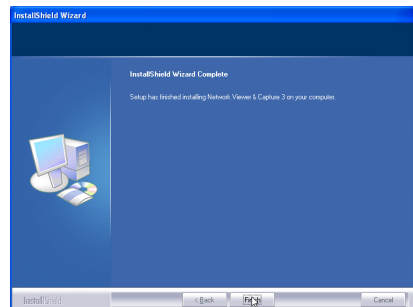 InstallShield Wizard
InstallShield Wizard Complete
Setup has finished installing Network Viewer & Capture 3 on your computer.
InstallShield
< Back
Finish
Cancel